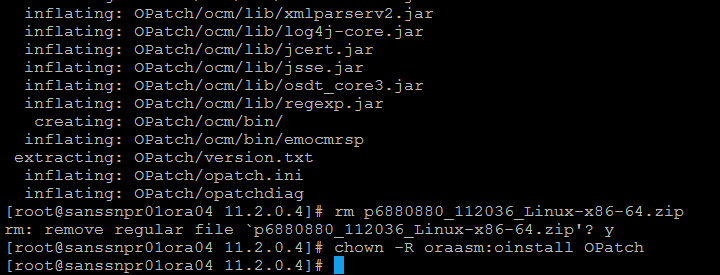 inflating: OPatch/ocm/lib/xmlparserv2.jar
inflating: OPatch/ocm/lib/log4j-core.jar
inflating: OPatch/ocm/lib/jcert.jar
inflating: OPatch/ocm/lib/jsse.jar
inflating: OPatch/ocm/lib/osdt_core3.jar
inflating: OPatch/ocm/lib/regexp.jar
creating: OPatch/ocm/bin/
inflating: OPatch/ocm/bin/emocmrsp
extracting: OPatch/version.txt
inflating: OPatch/opatch.ini
inflating: OPatch/opatchdiag
[root@sanssnpr01ora04 11.2.0.4]# rm p6880880_112036_Linux-x86-64.zip
rm: remove regular file `p6880880_112036_Linux-x86-64.zip'? y
[root@sanssnpr01ora04 11.2.0.4]# chown -R oraasm:oinstall OPatch
[root@sanssnpr01ora04 11.2.0.4]#